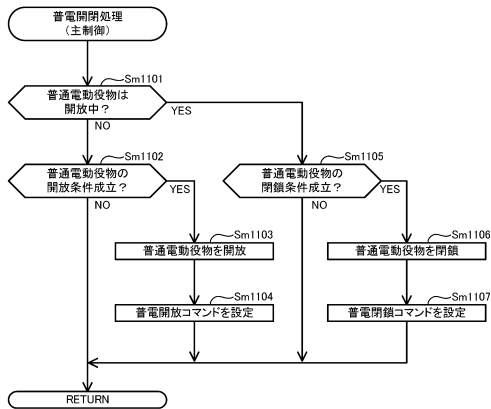 普電開閉処理
(主制御)
Sm1101
普通電動役物は
開放中?
YES
NO
Sm1102
普通電動役物の
開放条件成立?
YES
NO
Sm1105
普通電動役物の
閉鎖条件成立?
YES
NO
Sm1103
普通電動役物を開放
Sm1106
普通電動役物を閉鎖
Sm1104
普電開放コマンドを設定
Sm1107
普電閉鎖コマンドを設定
RETURN